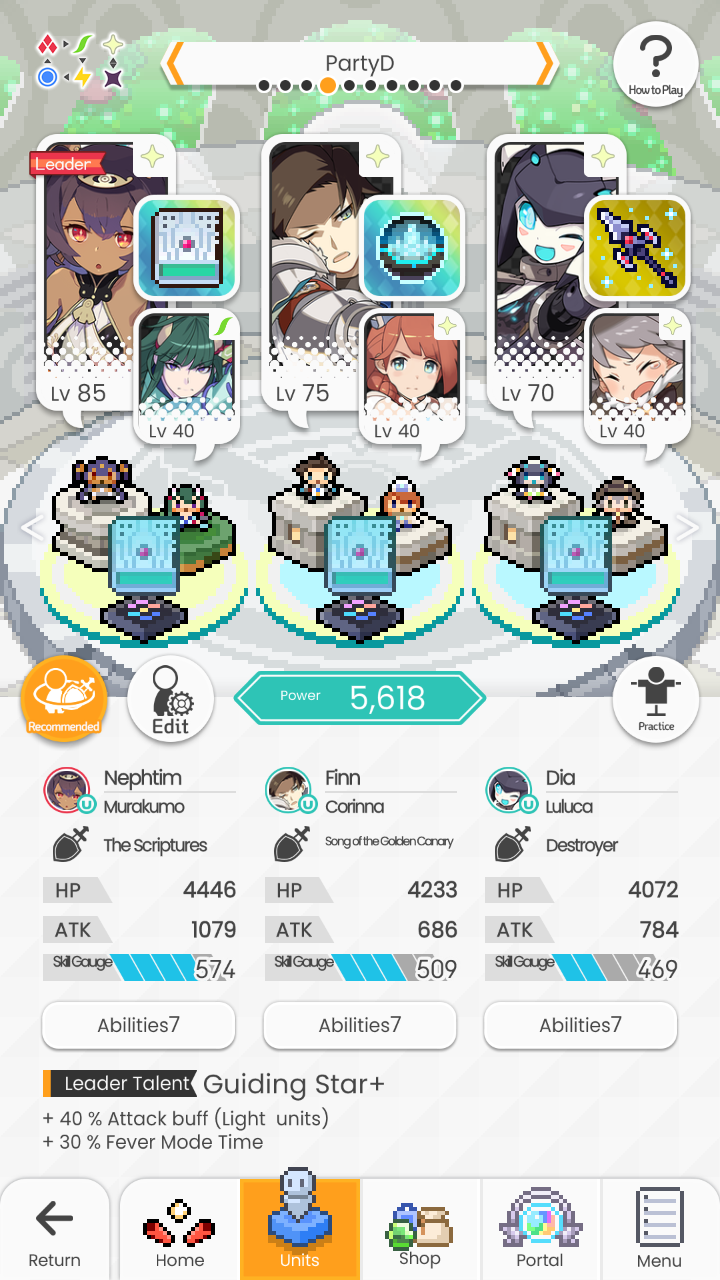 PartyD
How to Play
Leader
Lv 85
Lv 40
Lv 75
Lv 40
Lv 70
Lv 40
Recommended
Edit
Power 5,618
Practice
Nephtim
Murakumo
The Scriptures
HP 4446
ATK 1079
Skill Gauge 574
Abilities7
Finn
Corinna
Song of the Golden Canary
HP 4233
ATK 686
Skill Gauge 509
Abilities7
Dia
Luluca
Destroyer
HP 4072
ATK 784
Skill Gauge 469
Abilities7
Leader Talent Guiding Star+
+ 40 % Attack buff (Light units)
+ 30 % Fever Mode Time
Return
Home
Units
Shop
Portal
Menu